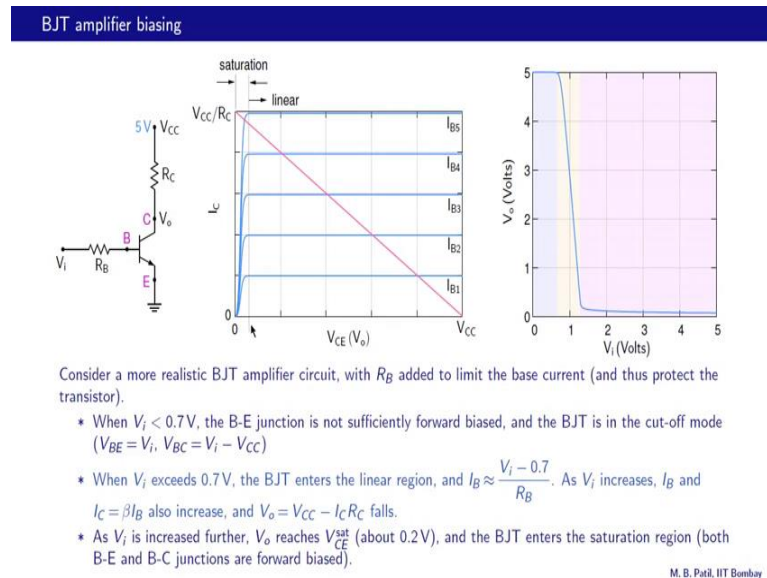 BJT amplifier biasing
saturation
linear
5 V VCC
RC
C Vo
B
Vi RB
E
VCC/RC
IC
0
0
VCE (Vo)
VCC
IB5
IB4
IB3
IB2
IB1
5
4
3
2
1
0
Vo (Volts)
0 1 2 3 4 5
Vi (Volts)
Consider a more realistic BJT amplifier circuit, with RB added to limit the base current (and thus protect the
transistor).
* When Vi < 0.7 V, the B-E junction is not sufficiently forward biased, and the BJT is in the cut-off mode
(VBE = Vi, VBC = Vi − VCC)
* When Vi exceeds 0.7 V, the BJT enters the linear region, and IB ≈ (Vi − 0.7)/RB. As Vi increases, IB and
IC = βIB also increase, and Vo = VCC − ICRC falls.
* As Vi is increased further, Vo reaches VCE^sat (about 0.2 V), and the BJT enters the saturation region (both
B-E and B-C junctions are forward biased).
M. B. Patil, IIT Bombay